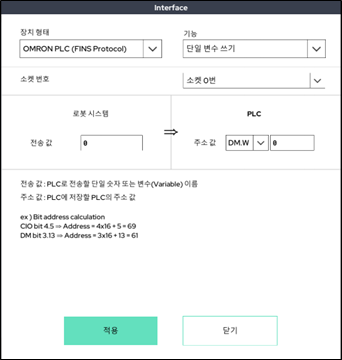 Interface
장치 형태
기능
OMRON PLC (FINS Protocol)
단일 변수 쓰기
소켓 번호
소켓 0번
로봇 시스템
PLC
⇒
전송 값
0
주소 값
DM.W
0
전송 값 : PLC로 전송할 단일 숫자 또는 변수(Variable) 이름
주소 값 : PLC에 저장할 PLC의 주소 값
ex ) Bit address calculation
CIO bit 4.5 ⇒ Address = 4x16 + 5 = 69
DM bit 3.13 ⇒ Address = 3x16 + 13 = 61
적용
닫기